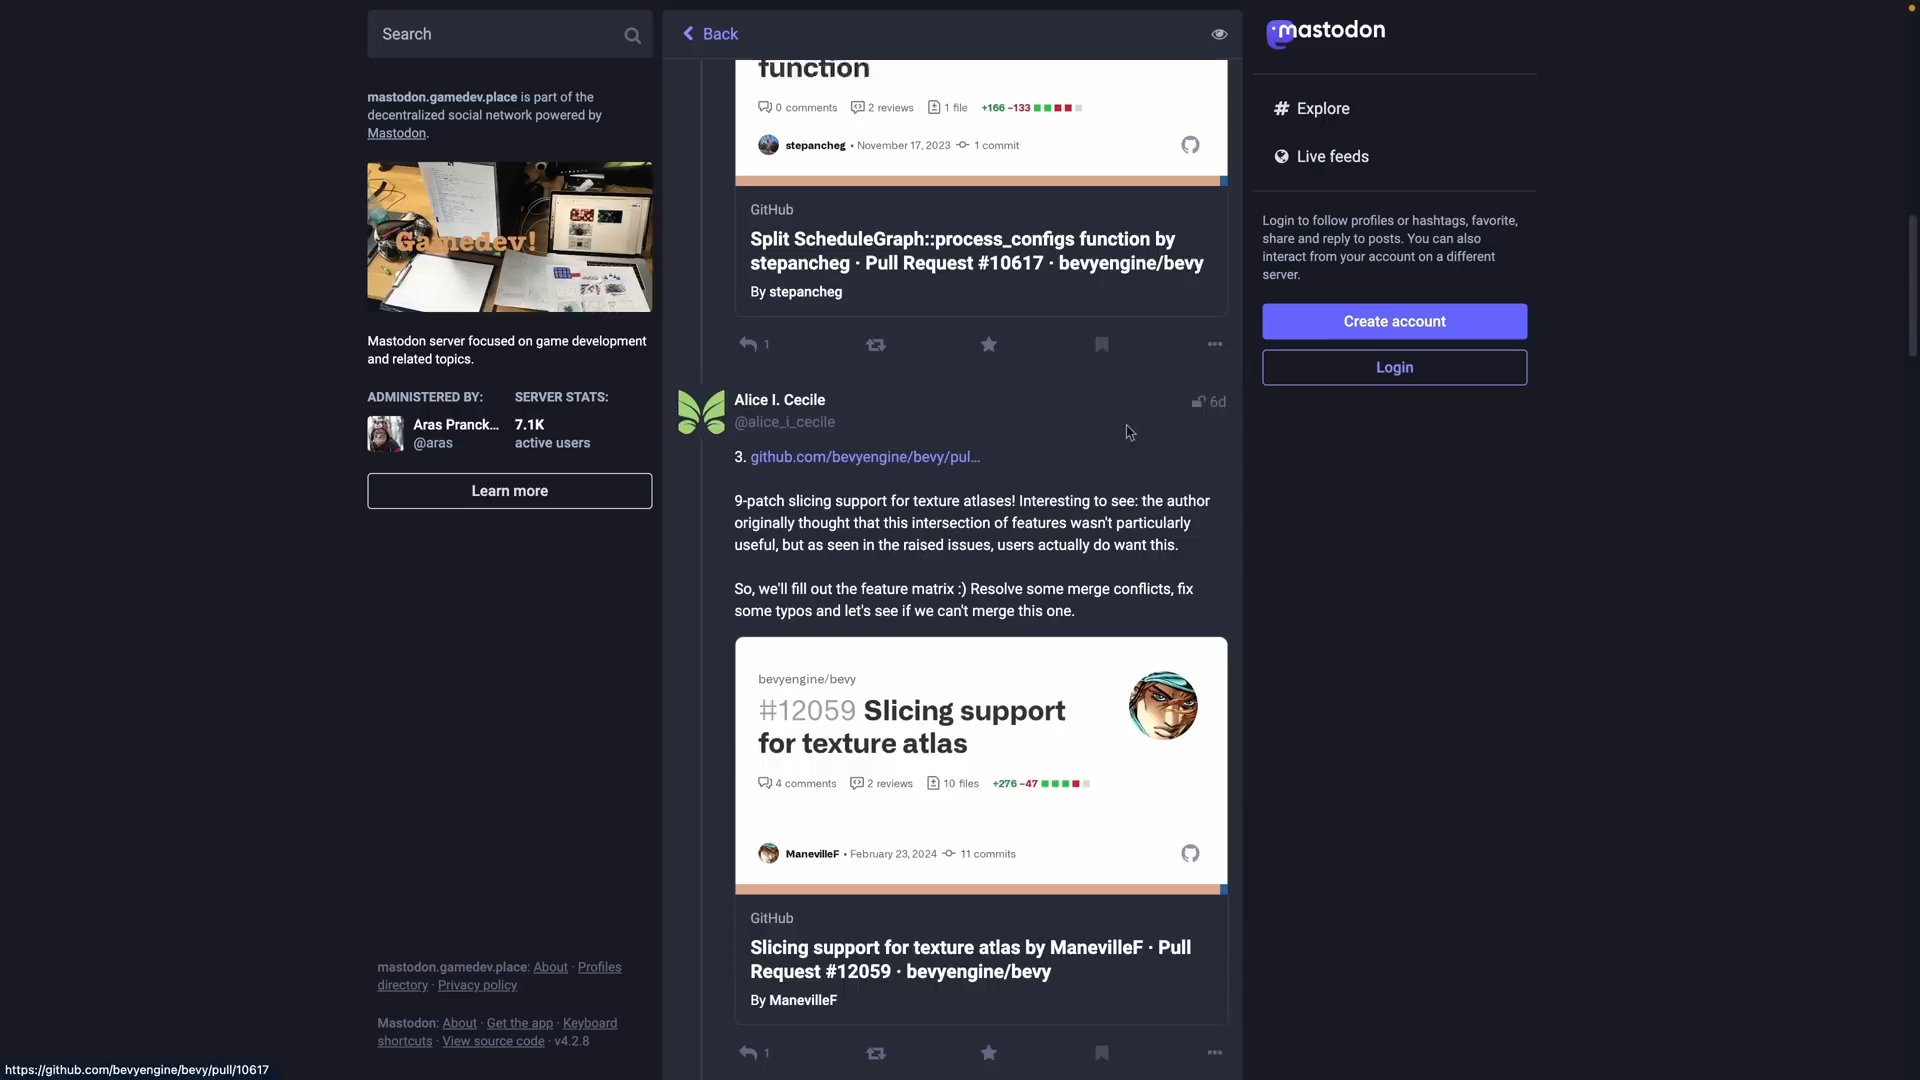 Search
mastodon.gamedev.place is part of the
decentralized social network powered by
Mastodon.
Gamedev!
Mastodon server focused on game development
and related topics.
ADMINISTERED BY:
Aras Pranck...
@aras
SERVER STATS:
7.1K
active users
Learn more
mastodon.gamedev.place: About · Profiles
directory · Privacy policy
Mastodon: About · Get the app · Keyboard
shortcuts · View source code · v4.2.8
https://github.com/bevyengine/bevy/pull/10617
Back
function
0 comments 2 reviews 1 file +166 −133
stepancheg • November 17, 2023 1 commit
GitHub
Split ScheduleGraph::process_configs function by
stepancheg · Pull Request #10617 · bevyengine/bevy
By stepancheg
1
Alice I. Cecile
6d
@alice_i_cecile
3. github.com/bevyengine/bevy/pul...
9-patch slicing support for texture atlases! Interesting to see: the author
originally thought that this intersection of features wasn't particularly
useful, but as seen in the raised issues, users actually do want this.
So, we'll fill out the feature matrix :) Resolve some merge conflicts, fix
some typos and let's see if we can't merge this one.
bevyengine/bevy
#12059 Slicing support
for texture atlas
4 comments 2 reviews 10 files +276 −47
ManevilleF • February 23, 2024 11 commits
GitHub
Slicing support for texture atlas by ManevilleF · Pull
Request #12059 · bevyengine/bevy
By ManevilleF
1
mastodon
# Explore
Live feeds
Login to follow profiles or hashtags, favorite,
share and reply to posts. You can also
interact from your account on a different
server.
Create account
Login